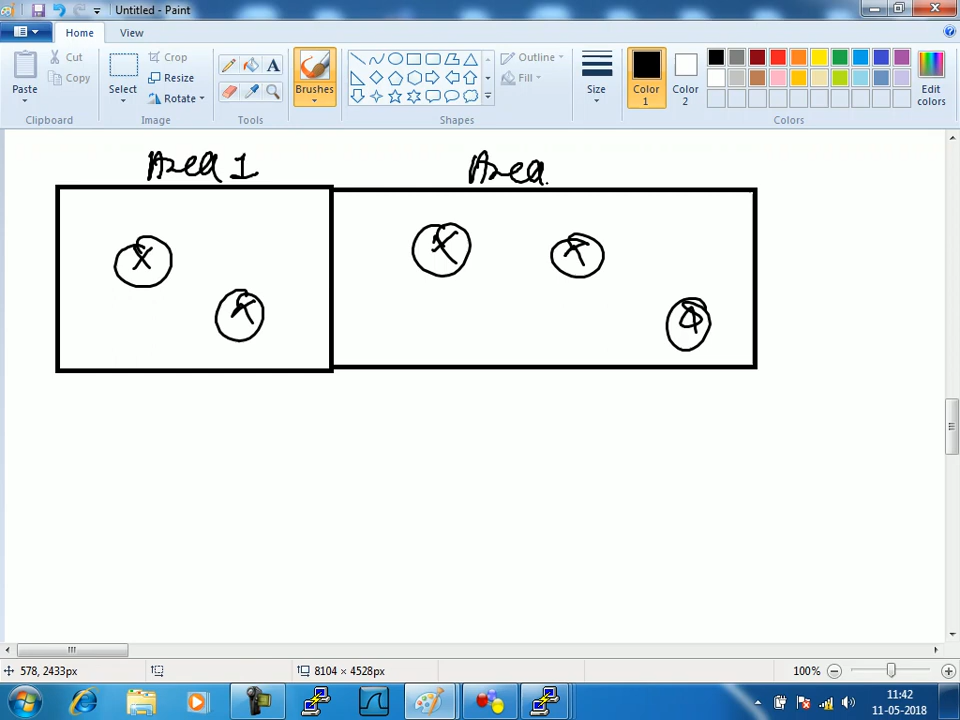 Untitled - Paint
Home
View
Cut
Copy
Paste
Clipboard
Crop
Resize
Rotate
Select
Image
Tools
Brushes
Outline
Fill
Shapes
Size
Color 1
Color 2
Edit colors
Colors
Area 1
Area
578, 2433px
8104 × 4528px
100%
11:42
11-05-2018